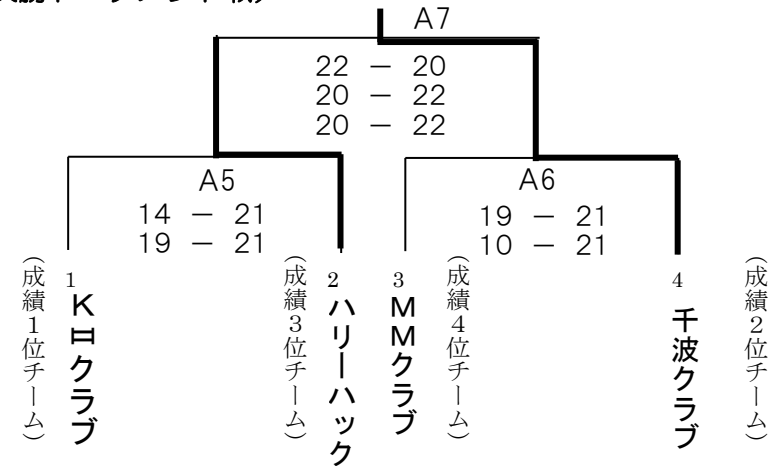 A7
22 － 20
20 － 22
20 － 22
A5
14 － 21
19 － 21
A6
19 － 21
10 － 21
（成績１位チーム）
1
ＫＨクラブ
（成績３位チーム）
2
ハリーハック
3
ＭＭクラブ
（成績４位チーム）
4
千波クラブ
（成績２位チーム）